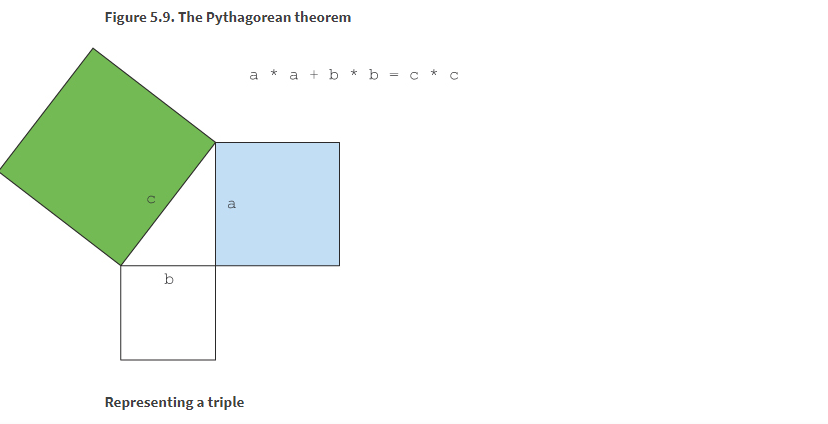 Figure 5.9. The Pythagorean theorem
a * a + b * b = c * c
c
a
b
Representing a triple